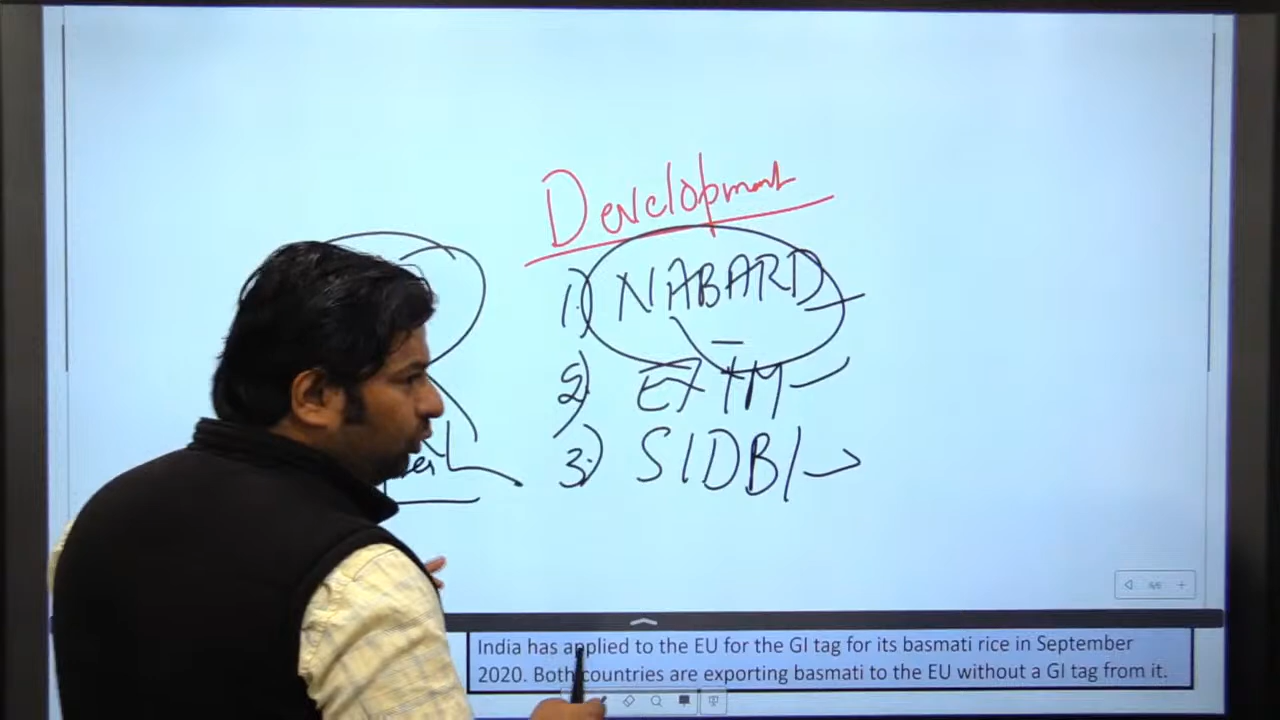 Development
1.) NABARD
2) EXIM
3.) SIDBI
India has applied to the EU for the GI tag for its basmati rice in September
2020. Both countries are exporting basmati to the EU without a GI tag from it.